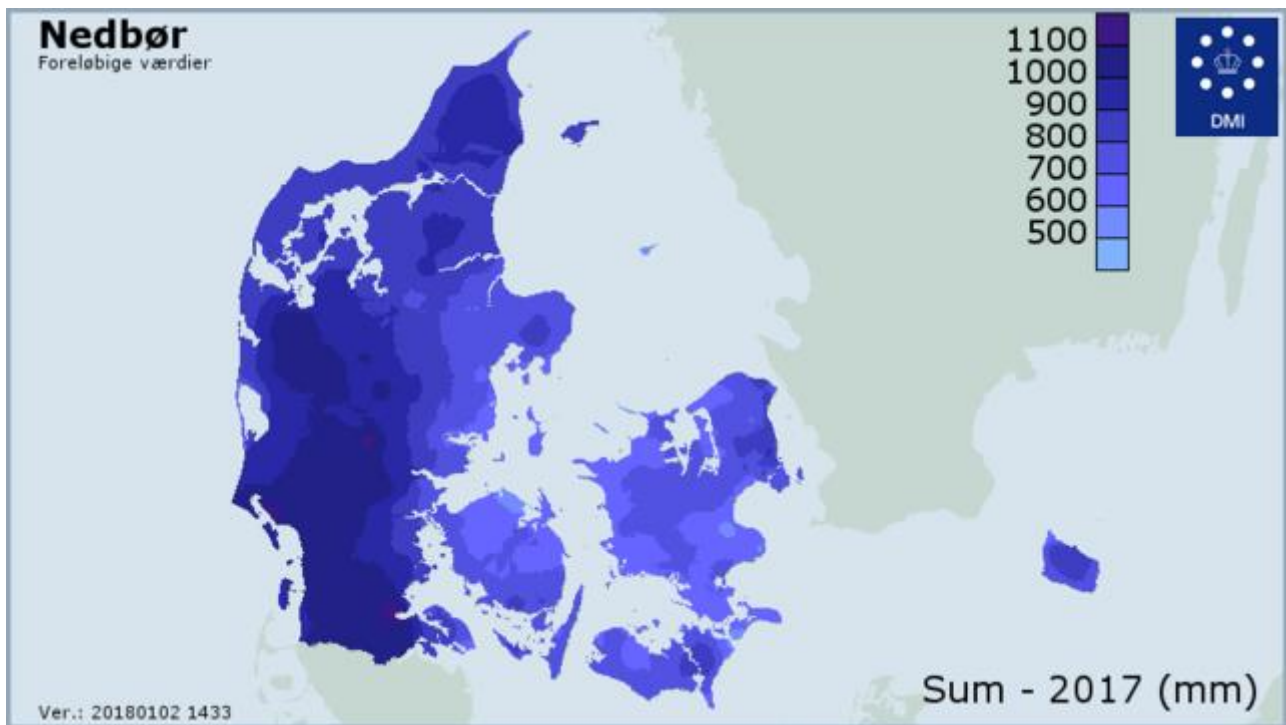 Nedbør
Foreløbige værdier
1100
1000
900
800
700
600
500
DMI
Sum - 2017 (mm)
Ver.: 20180102 1433